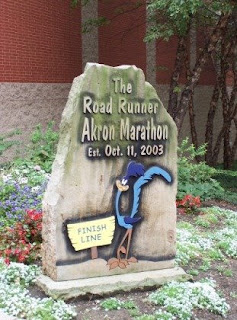 The
Road Runner
Akron Marathon
Est. Oct. 11, 2003
FINISH
LINE